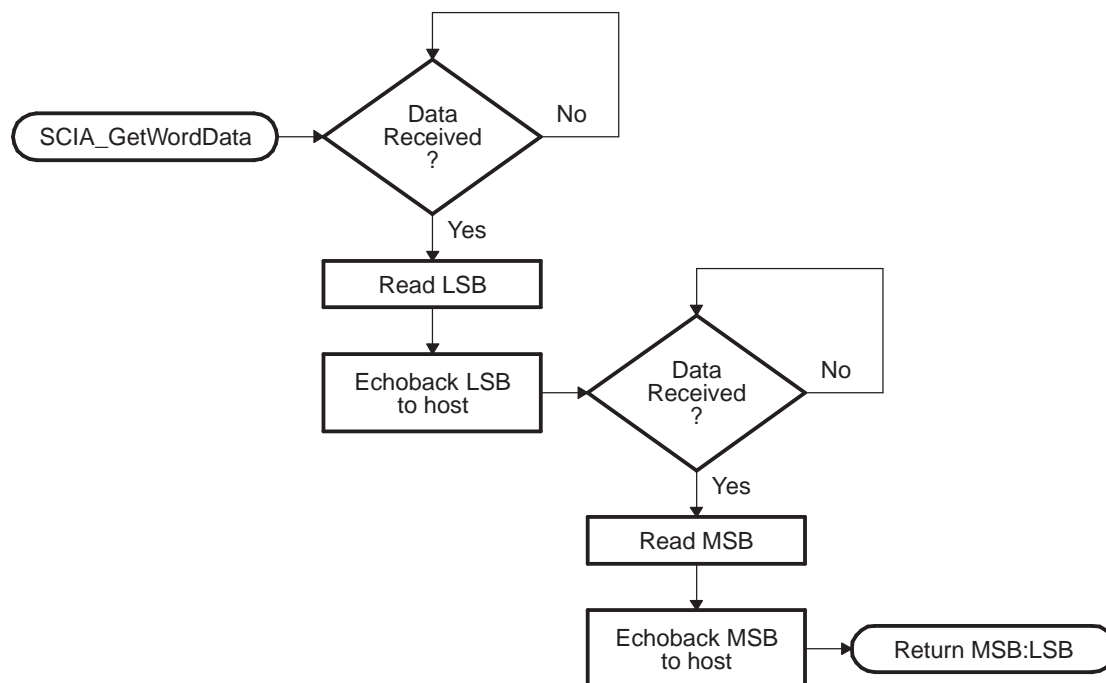 SCIA_GetWordData
Data
Received
?
No
Yes
Read LSB
Echoback LSB
to host
Data
Received
?
No
Yes
Read MSB
Echoback MSB
to host
Return MSB:LSB